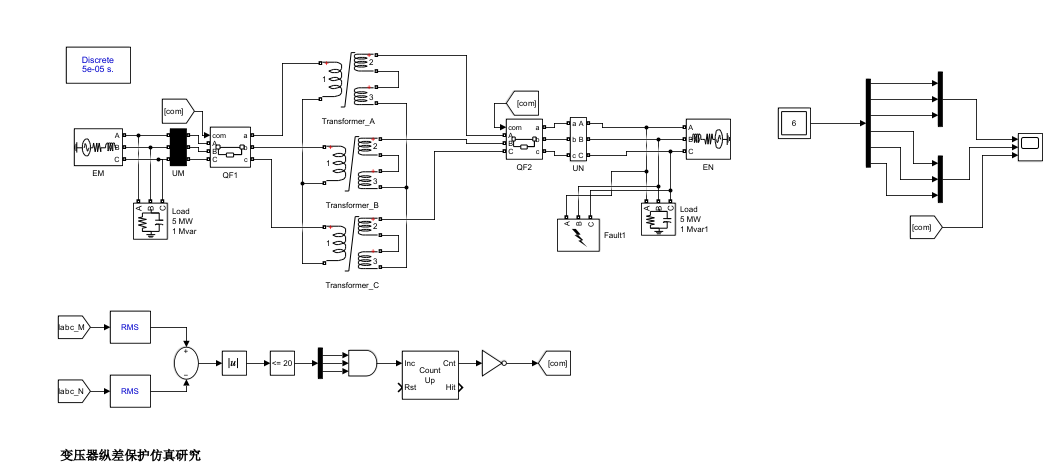 Discrete
5e-05 s.
[com]
A
B
C
EM
UM
com
A
B
C
a
b
c
QF1
A
B
C
Load
5 MW
1 Mvar
+
1
+
2
+
3
Transformer_A
+
1
+
2
+
3
Transformer_B
+
1
+
2
+
3
Transformer_C
[com]
com
A
B
C
a
b
c
QF2
a A
b B
c C
UN
A
B
C
EN
A
B
C
Fault1
A
B
C
Load
5 MW
1 Mvar1
6
[com]
Iabc_M
RMS
Iabc_N
RMS
+
−
|u|
<= 20
Inc
Cnt
Count
Up
Rst
Hit
[com]
变压器纵差保护仿真研究